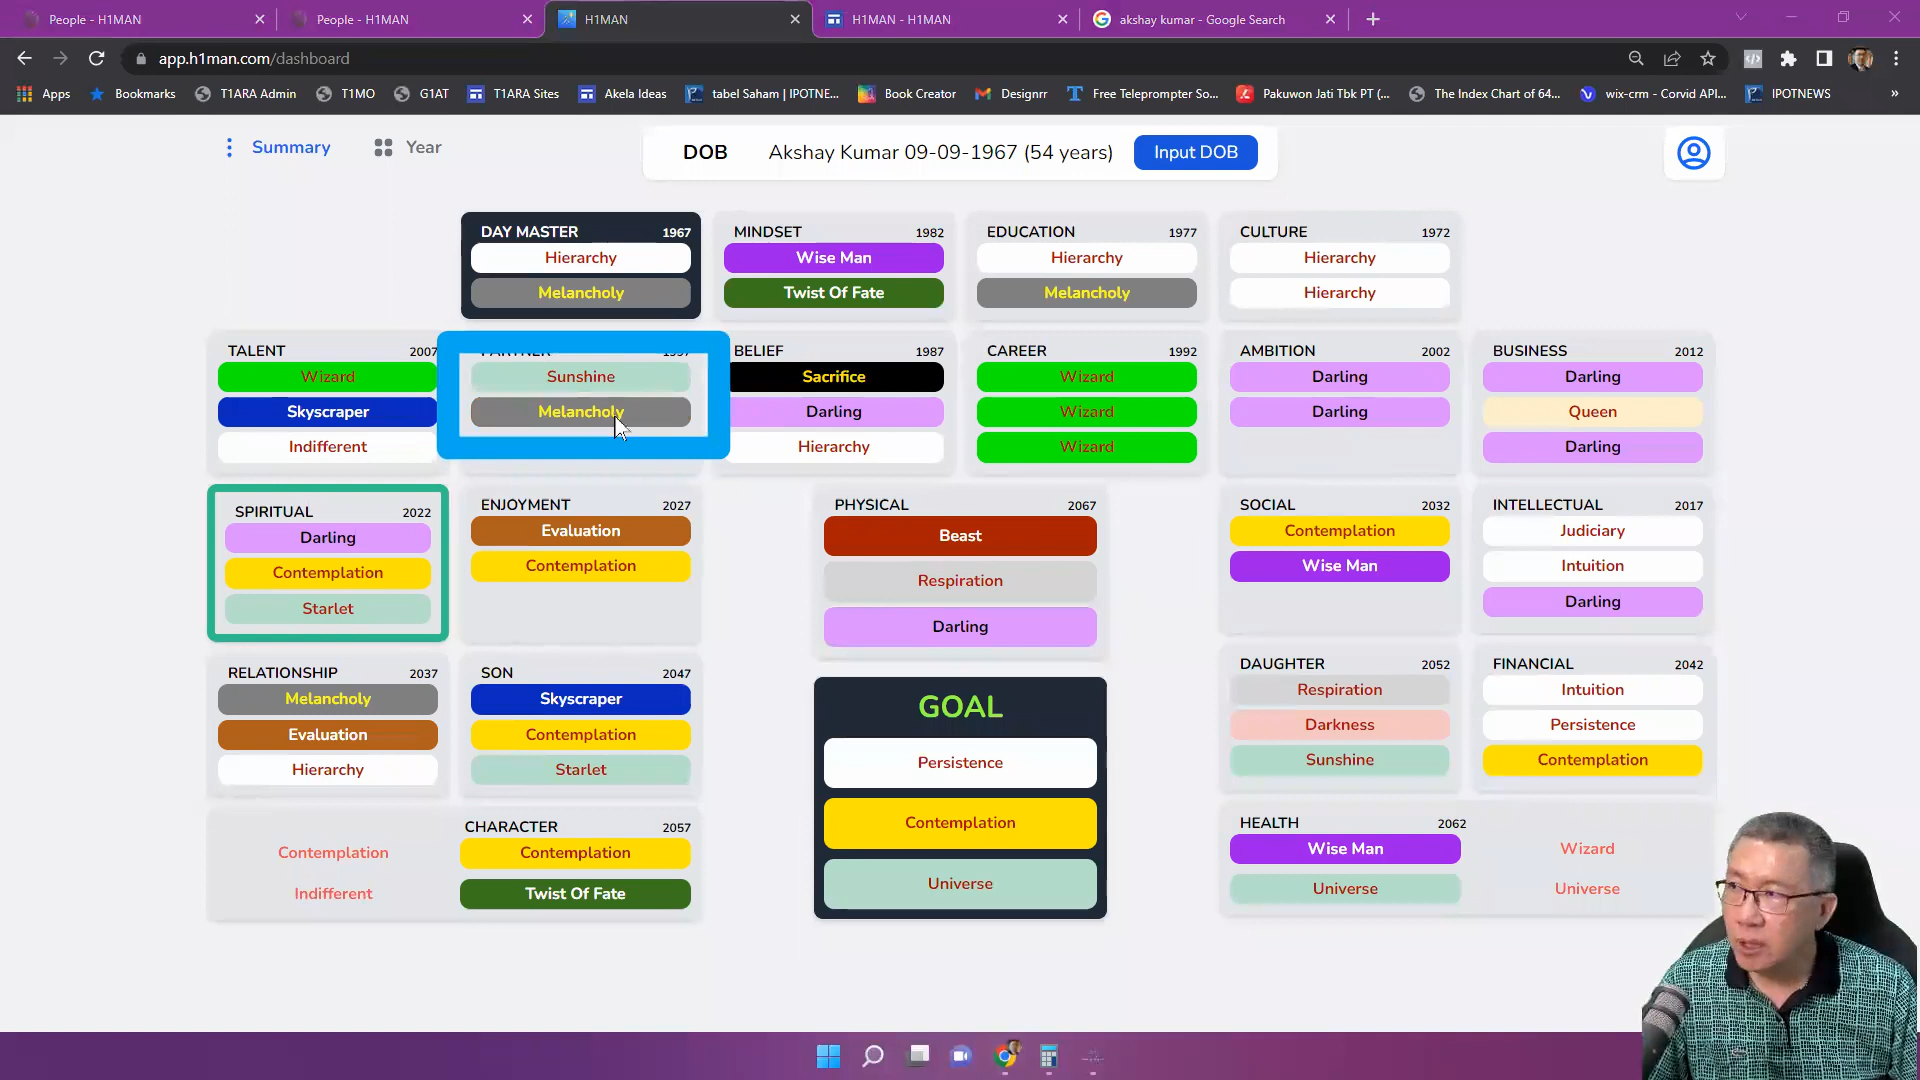 People - H1MAN
People - H1MAN
H1MAN
H1MAN - H1MAN
akshay kumar - Google Search
app.h1man.com/dashboard
Apps
Bookmarks
T1ARA Admin
T1MO
G1AT
T1ARA Sites
Akela Ideas
tabel Saham | IPOTNE...
Book Creator
Designrr
Free Teleprompter So...
Pakuwon Jati Tbk PT (...
The Index Chart of 64...
wix-crm - Corvid API...
IPOTNEWS
Summary
Year
DOB
Akshay Kumar 09-09-1967 (54 years)
Input DOB
DAY MASTER 1967
Hierarchy
Melancholy
MINDSET 1982
Wise Man
Twist Of Fate
EDUCATION 1977
Hierarchy
Melancholy
CULTURE 1972
Hierarchy
Hierarchy
TALENT 2007
Wizard
Skyscraper
Indifferent
PARTNER 1997
Sunshine
Melancholy
BELIEF 1987
Sacrifice
Darling
Hierarchy
CAREER 1992
Wizard
Wizard
Wizard
AMBITION 2002
Darling
Darling
BUSINESS 2012
Darling
Queen
Darling
SPIRITUAL 2022
Darling
Contemplation
Starlet
ENJOYMENT 2027
Evaluation
Contemplation
PHYSICAL 2067
Beast
Respiration
Darling
SOCIAL 2032
Contemplation
Wise Man
INTELLECTUAL 2017
Judiciary
Intuition
Darling
RELATIONSHIP 2037
Melancholy
Evaluation
Hierarchy
SON 2047
Skyscraper
Contemplation
Starlet
GOAL
Persistence
Contemplation
Universe
DAUGHTER 2052
Respiration
Darkness
Sunshine
FINANCIAL 2042
Intuition
Persistence
Contemplation
CHARACTER 2057
Contemplation Contemplation
Indifferent Twist Of Fate
HEALTH 2062
Wise Man Wizard
Universe Universe